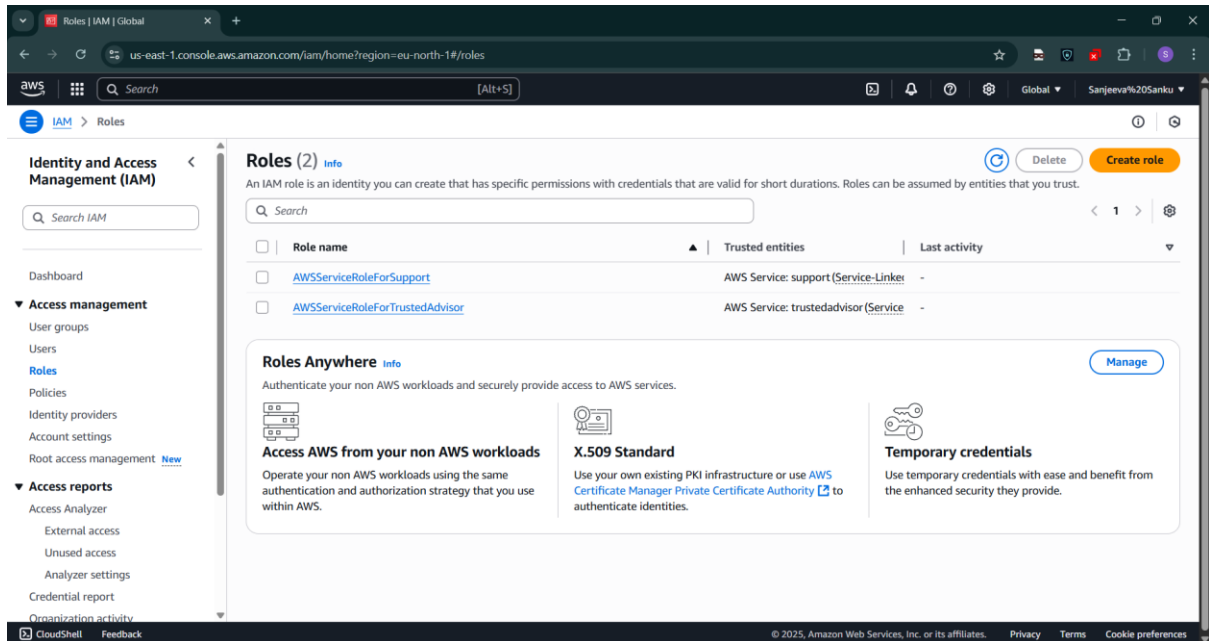 Roles | IAM | Global
us-east-1.console.aws.amazon.com/iam/home?region=eu-north-1#/roles
S
aws
Search
[Alt+S]
Global
Sanjeeva%20Sanku
IAM > Roles
Identity and Access
Management (IAM)
Search IAM
Dashboard
Access management
User groups
Users
Roles
Policies
Identity providers
Account settings
Root access management New
Access reports
Access Analyzer
External access
Unused access
Analyzer settings
Credential report
Organization activity
Roles (2) Info
Delete
Create role
An IAM role is an identity you can create that has specific permissions with credentials that are valid for short durations. Roles can be assumed by entities that you trust.
Search
1
Role name
Trusted entities
Last activity
AWSServiceRoleForSupport
AWS Service: support (Service-Linke
-
AWSServiceRoleForTrustedAdvisor
AWS Service: trustedadvisor (Service
-
Roles Anywhere Info
Manage
Authenticate your non AWS workloads and securely provide access to AWS services.
Access AWS from your non AWS workloads
Operate your non AWS workloads using the same
authentication and authorization strategy that you use
within AWS.
X.509 Standard
Use your own existing PKI infrastructure or use AWS
Certificate Manager Private Certificate Authority to
authenticate identities.
Temporary credentials
Use temporary credentials with ease and benefit from
the enhanced security they provide.
CloudShell
Feedback
© 2025, Amazon Web Services, Inc. or its affiliates.
Privacy
Terms
Cookie preferences